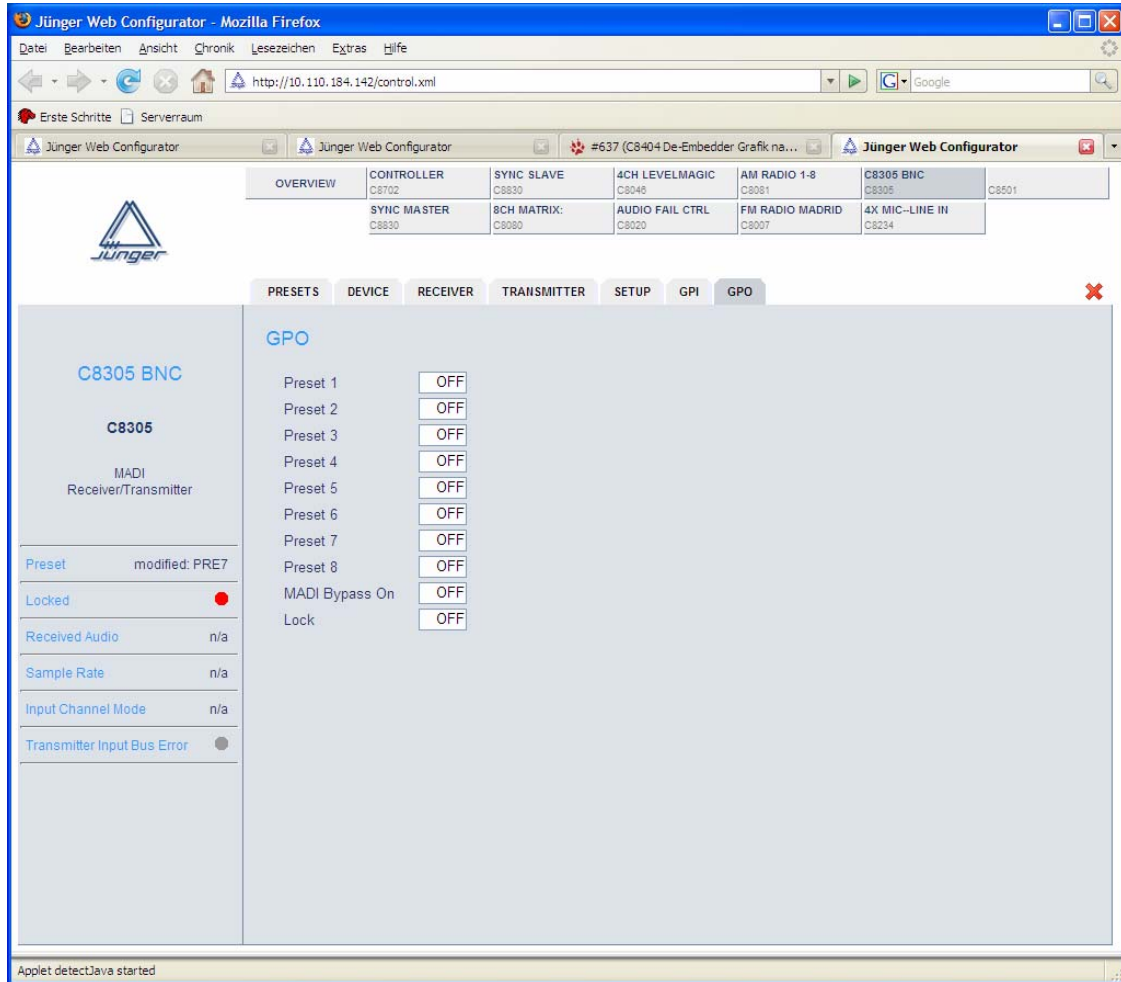 Jünger Web Configurator - Mozilla Firefox
Datei Bearbeiten Ansicht Chronik Lesezeichen Extras Hilfe
http://10.110.184.142/control.xml
G Google
Erste Schritte Serverraum
Jünger Web Configurator
Jünger Web Configurator
#637 (C8404 De-Embedder Grafik na...
Jünger Web Configurator
Jünger
OVERVIEW
CONTROLLER
C8702
SYNC SLAVE
C8830
4CH LEVELMAGIC
C8046
AM RADIO 1-8
C8081
C8305 BNC
C8305
C8501
SYNC MASTER
C8830
8CH MATRIX:
C8080
AUDIO FAIL CTRL
C8020
FM RADIO MADRID
C8007
4X MIC--LINE IN
C8234
PRESETS DEVICE RECEIVER TRANSMITTER SETUP GPI GPO
C8305 BNC
C8305
MADI
Receiver/Transmitter
Preset modified: PRE7
Locked
Received Audio n/a
Sample Rate n/a
Input Channel Mode n/a
Transmitter Input Bus Error
GPO
Preset 1 OFF
Preset 2 OFF
Preset 3 OFF
Preset 4 OFF
Preset 5 OFF
Preset 6 OFF
Preset 7 OFF
Preset 8 OFF
MADI Bypass On OFF
Lock OFF
Applet detectJava started